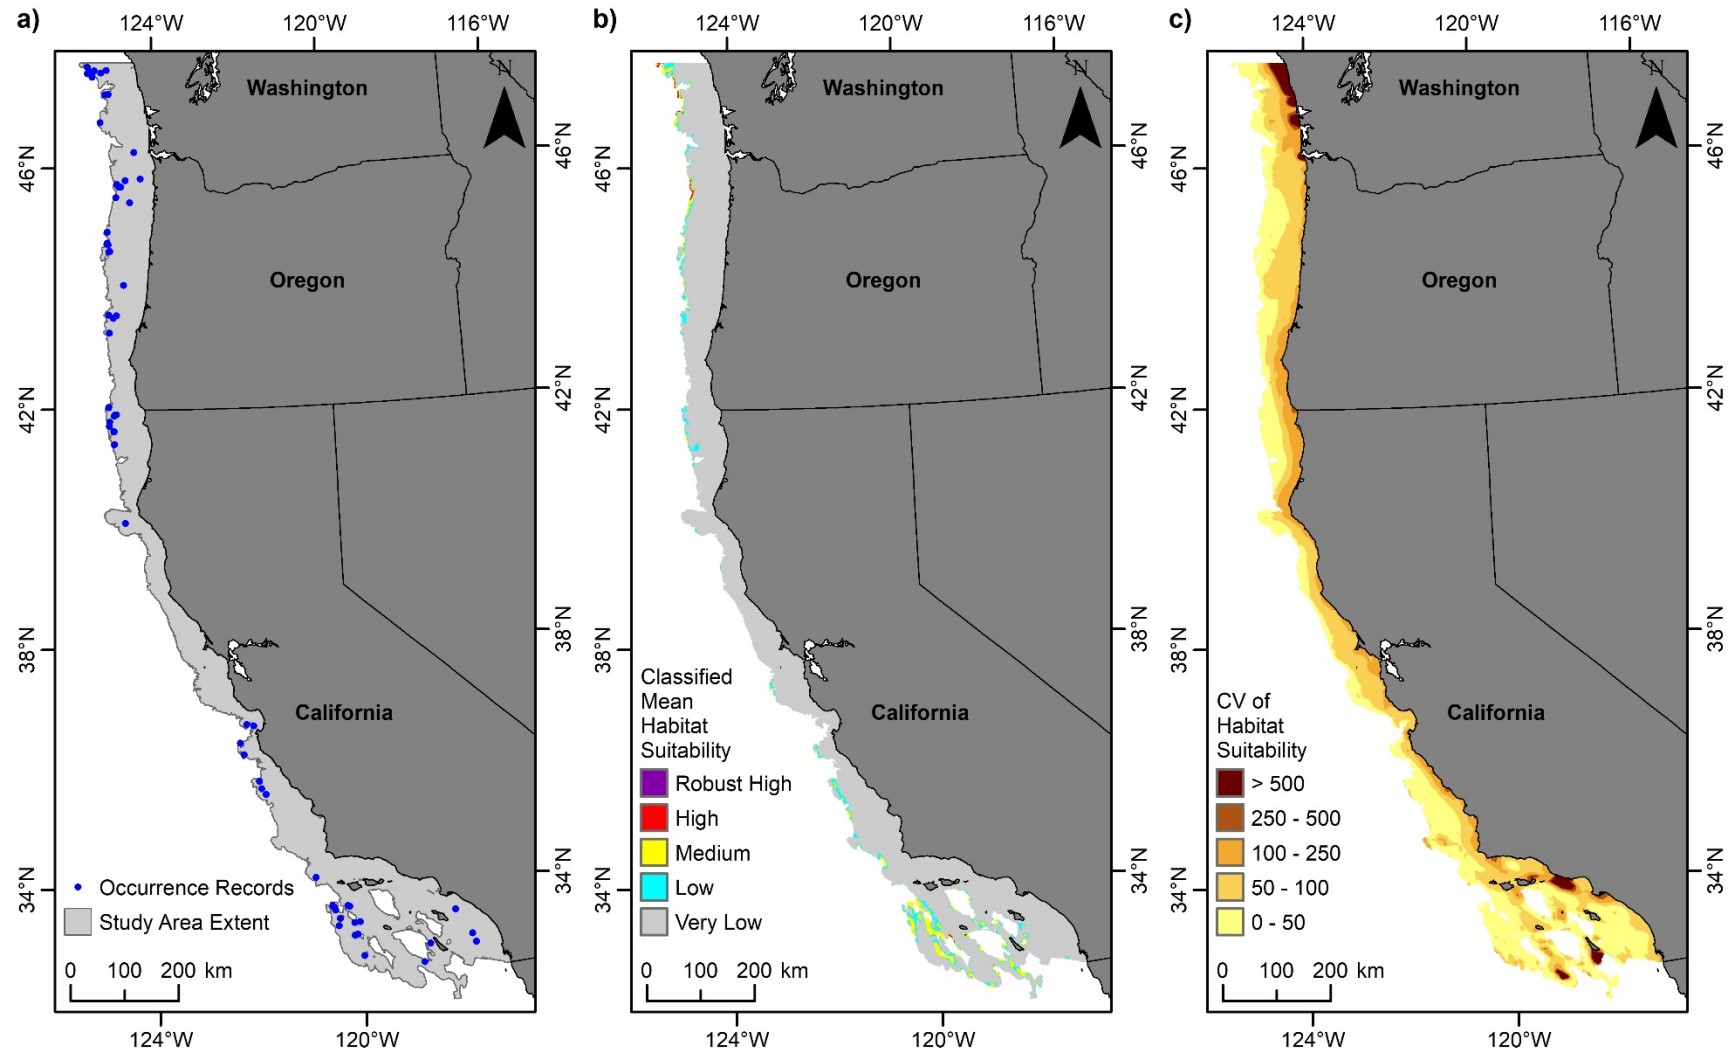 a)
124°W
120°W
116°W
N
Washington
46°N
46°N
Oregon
42°N
42°N
38°N
38°N
California
34°N
34°N
Occurrence Records
Study Area Extent
0 100 200 km
124°W
120°W
b)
124°W
120°W
116°W
N
Washington
46°N
46°N
Oregon
42°N
42°N
38°N
38°N
California
Classified
Mean
Habitat
Suitability
Robust High
High
Medium
Low
Very Low
34°N
34°N
0 100 200 km
124°W
120°W
c)
124°W
120°W
116°W
N
Washington
46°N
46°N
Oregon
42°N
42°N
38°N
38°N
California
CV of
Habitat
Suitability
> 500
250 - 500
100 - 250
50 - 100
0 - 50
34°N
34°N
0 100 200 km
124°W
120°W